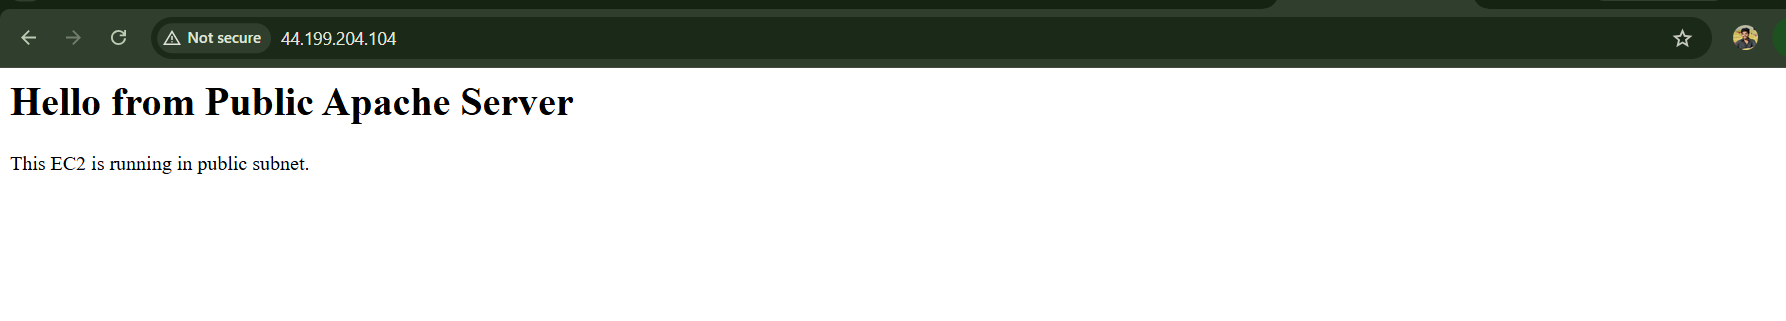 Not secure 44.199.204.104
Hello from Public Apache Server
This EC2 is running in public subnet.